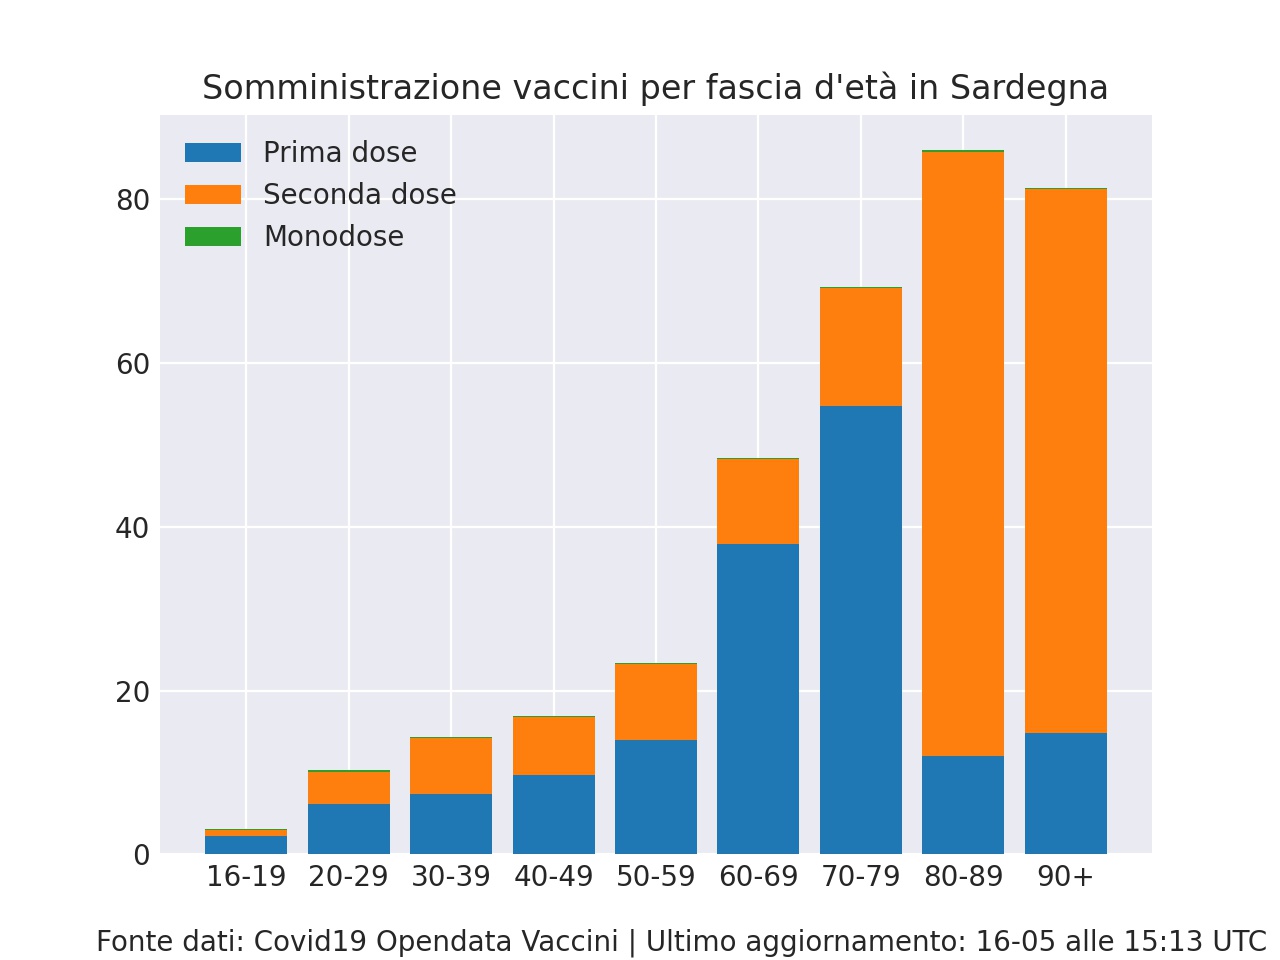 Somministrazione vaccini per fascia d'età in Sardegna
Prima dose
Seconda dose
Monodose
80
60
40
20
0
16-19 20-29 30-39 40-49 50-59 60-69 70-79 80-89 90+
Fonte dati: Covid19 Opendata Vaccini | Ultimo aggiornamento: 16-05 alle 15:13 UTC